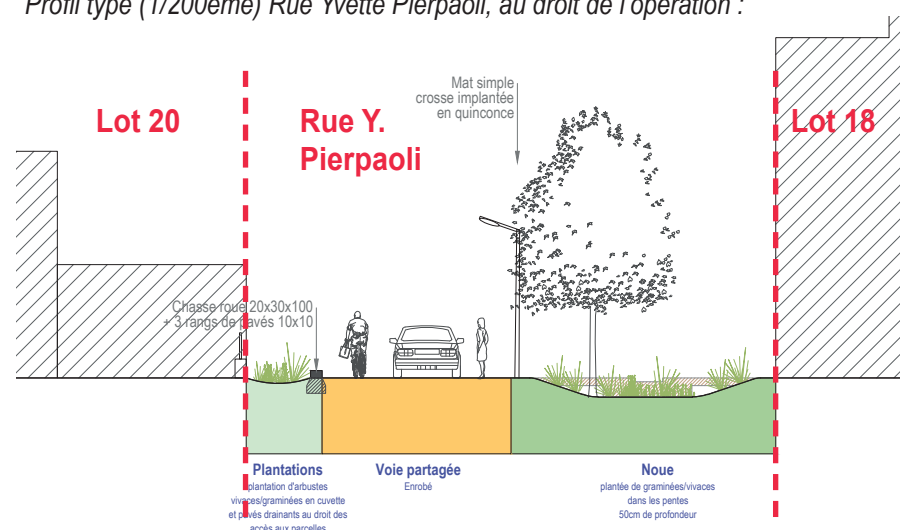 Profil type (1/200ème) Rue Yvette Pierpaoli, au droit de l'opération :
Mat simple
crosse implantée
en quinconce
Lot 20
Rue Y.
Pierpaoli
Lot 18
Chasse roue 20x30x100
+ 3 rangs de pavés 10x10
Plantations
plantation d'arbustes
vivaces/graminées en cuvette
et pavés drainants au droit des
accès aux parcelles
Voie partagée
Enrobé
Noue
plantée de graminées/vivaces
dans les pentes
50cm de profondeur